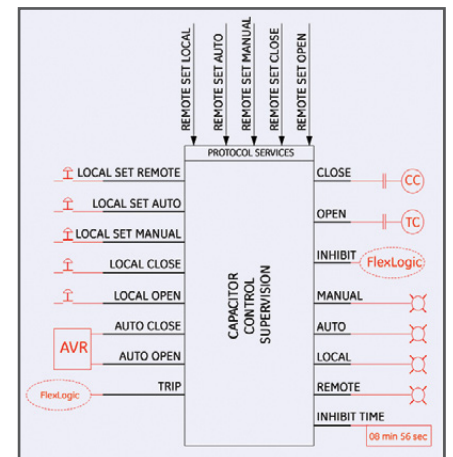 REMOTE SET LOCAL
REMOTE SET AUTO
REMOTE SET MANUAL
REMOTE SET CLOSE
REMOTE SET OPEN
PROTOCOL SERVICES
LOCAL SET REMOTE
LOCAL SET AUTO
LOCAL SET MANUAL
LOCAL CLOSE
LOCAL OPEN
AUTO CLOSE
AVR
AUTO OPEN
TRIP
FlexLogic
CAPACITOR
CONTROL
SUPERVISION
CLOSE
CC
OPEN
TC
INHIBIT
FlexLogic
MANUAL
AUTO
LOCAL
REMOTE
INHIBIT TIME
08 min 56 sec